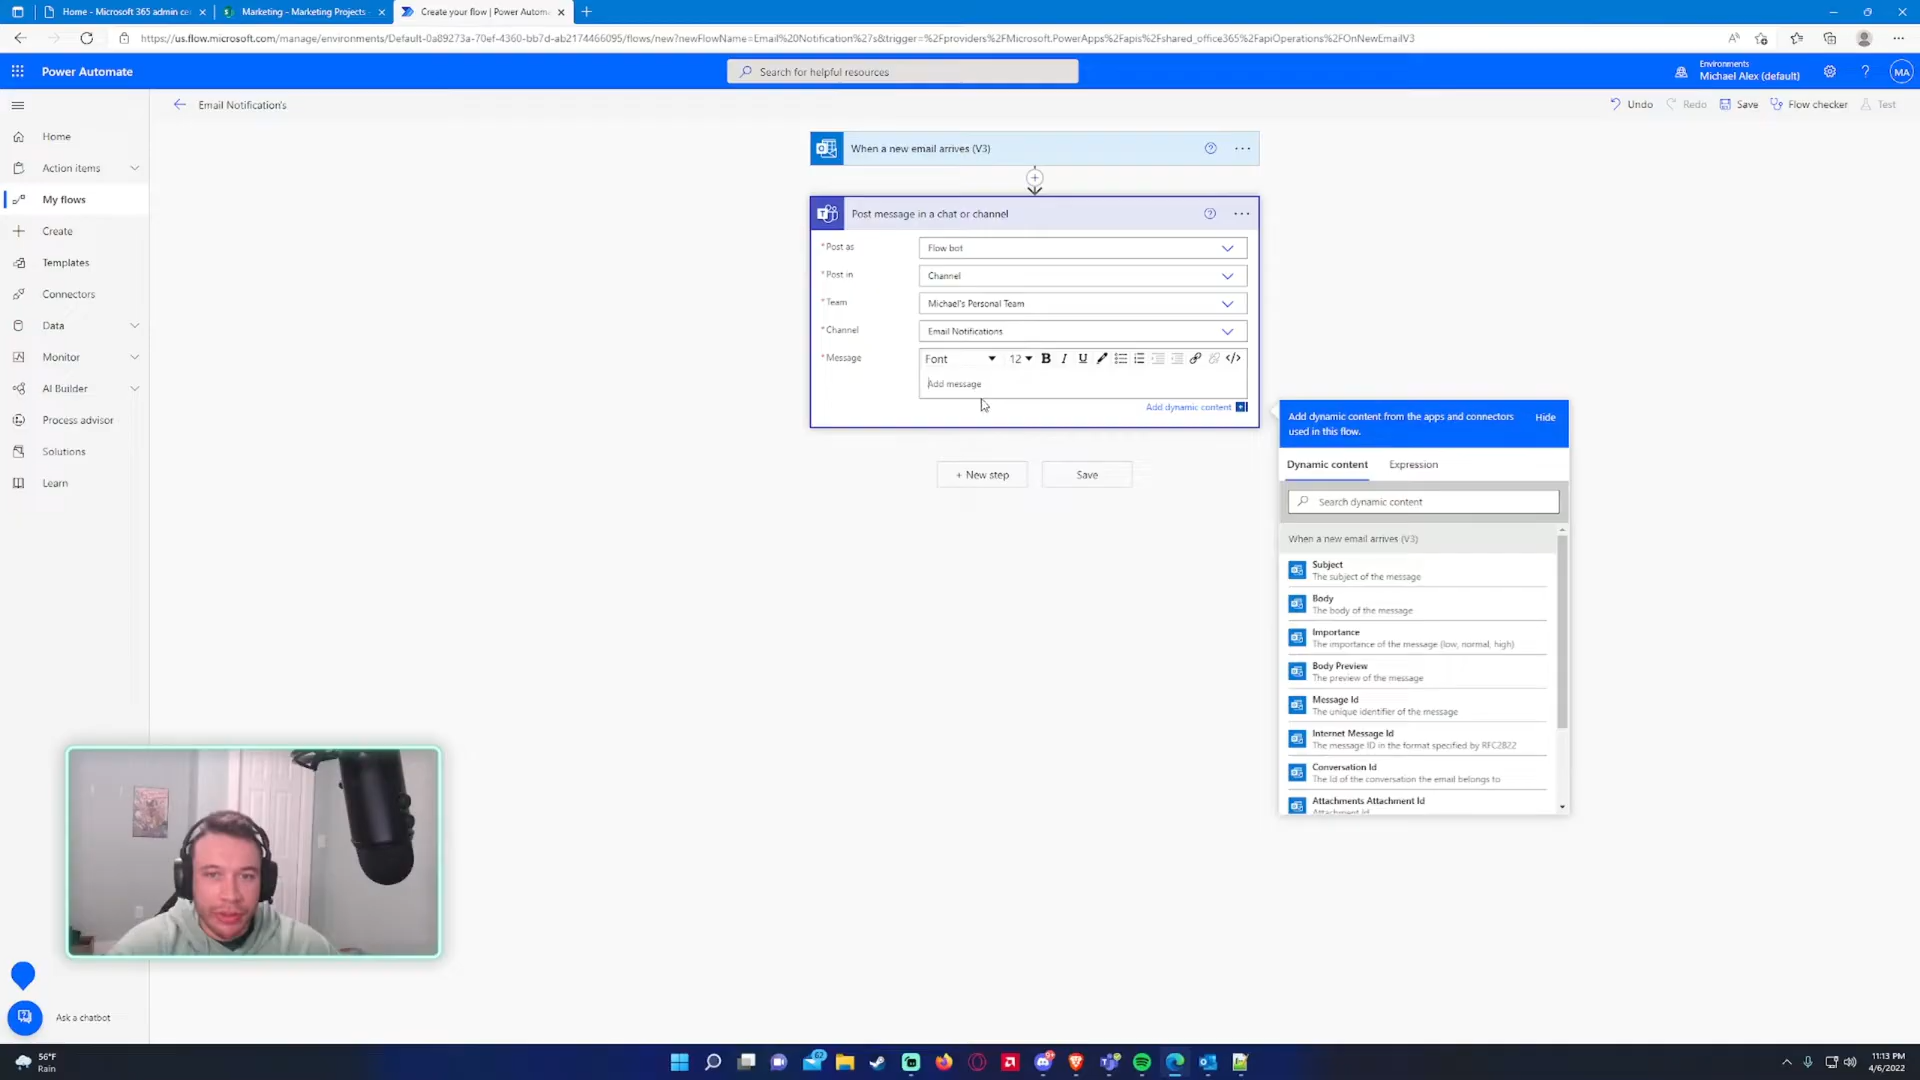 Home - Microsoft 365 admin ce
Marketing - Marketing Projects -
Create your flow | Power Automa
https://us.flow.microsoft.com/manage/environments/Default-0a89273a-70ef-4360-bb7d-ab2174466095/flows/new?newFlowName=Email%20Notification%27s&trigger=%2Fproviders%2FMicrosoft.PowerApps%2Fapis%2Fshared_office365%2FapiOperations%2FOnNewEmailV3
Power Automate
Search for helpful resources
Environments
Michael Alex (default)
MA
Email Notification's
Undo
Redo
Save
Flow checker
Test
Home
Action items
My flows
Create
Templates
Connectors
Data
Monitor
AI Builder
Process advisor
Solutions
Learn
Ask a chatbot
When a new email arrives (V3)
Post message in a chat or channel
* Post as
Flow bot
* Post in
Channel
* Team
Michael's Personal Team
* Channel
Email Notifications
* Message
Font
12
B
I
U
</>
Add message
Add dynamic content
+ New step
Save
Add dynamic content from the apps and connectors
used in this flow.
Hide
Dynamic content
Expression
Search dynamic content
When a new email arrives (V3)
Subject
The subject of the message
Body
The body of the message
Importance
The importance of the message (low, normal, high)
Body Preview
The preview of the message
Message Id
The unique identifier of the message
Internet Message Id
The message ID in the format specified by RFC2822
Conversation Id
The Id of the conversation the email belongs to
Attachments Attachment Id
Attachment Id
56°F
Rain
62
11:13 PM
4/6/2022